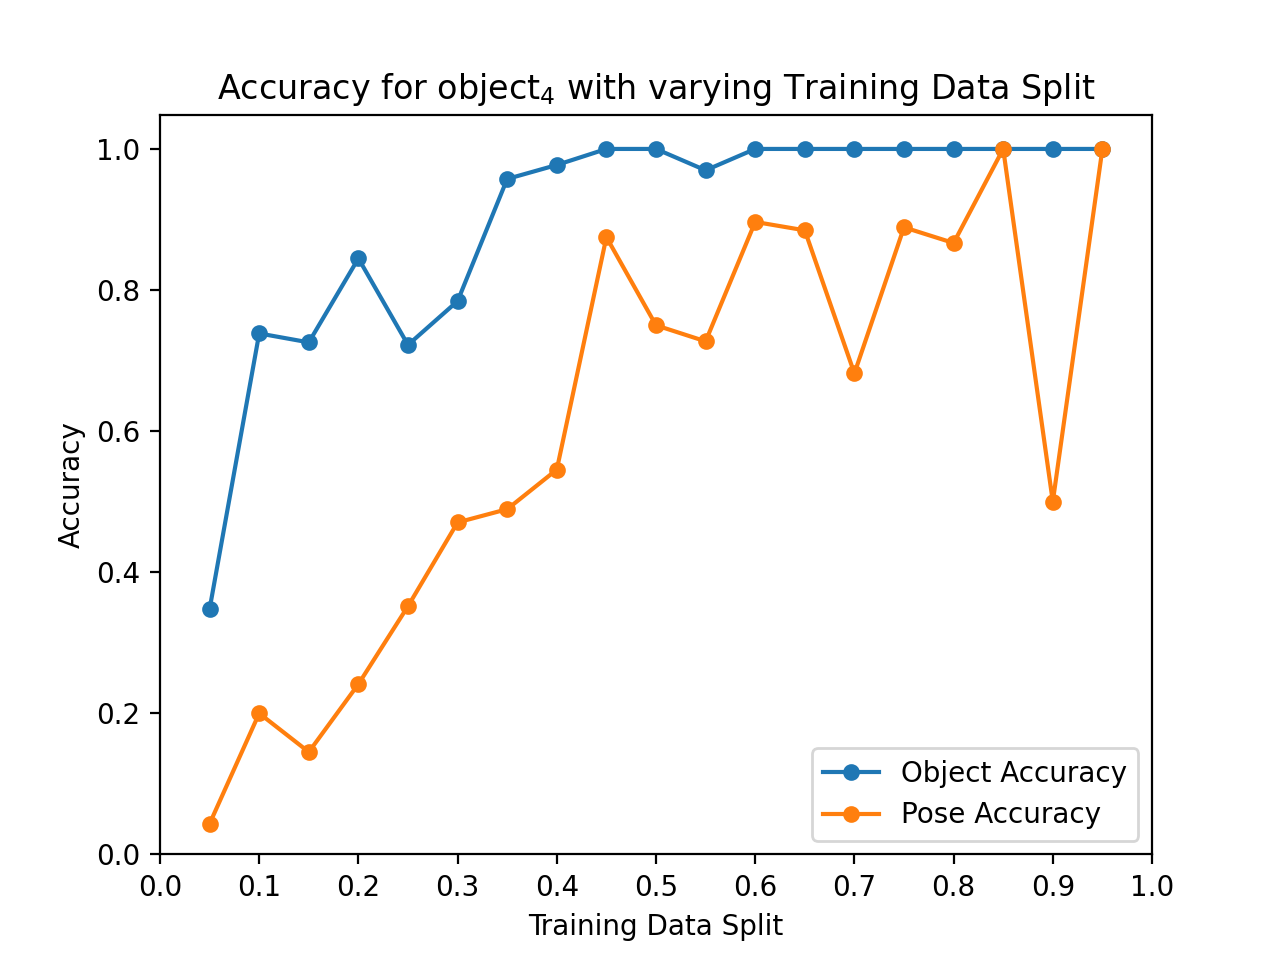 Accuracy for object₄ with varying Training Data Split
1.0
0.8
0.6
0.4
0.2
0.0
Accuracy
Object Accuracy
Pose Accuracy
0.0 0.1 0.2 0.3 0.4 0.5 0.6 0.7 0.8 0.9 1.0
Training Data Split